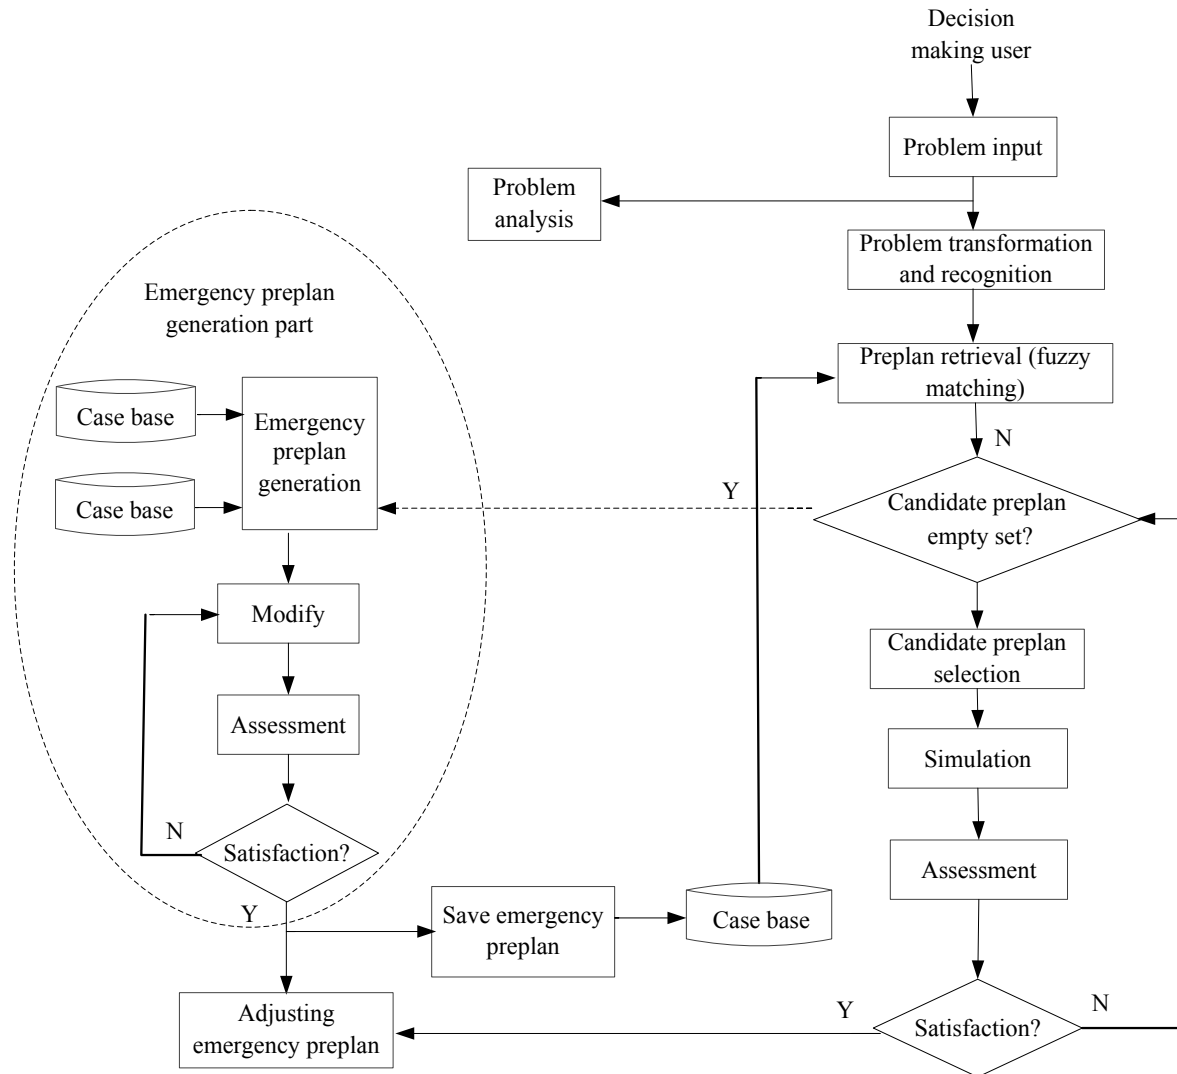 Decision
making user
Problem input
Problem
analysis
Problem transformation
and recognition
Emergency preplan
generation part
Preplan retrieval (fuzzy
matching)
Case base
Emergency
preplan
generation
N
Case base
Y
Candidate preplan
empty set?
Modify
Candidate preplan
selection
Assessment
Simulation
N
Satisfaction?
Assessment
Y
Save emergency
preplan
Case base
Adjusting
emergency preplan
Y
Satisfaction?
N